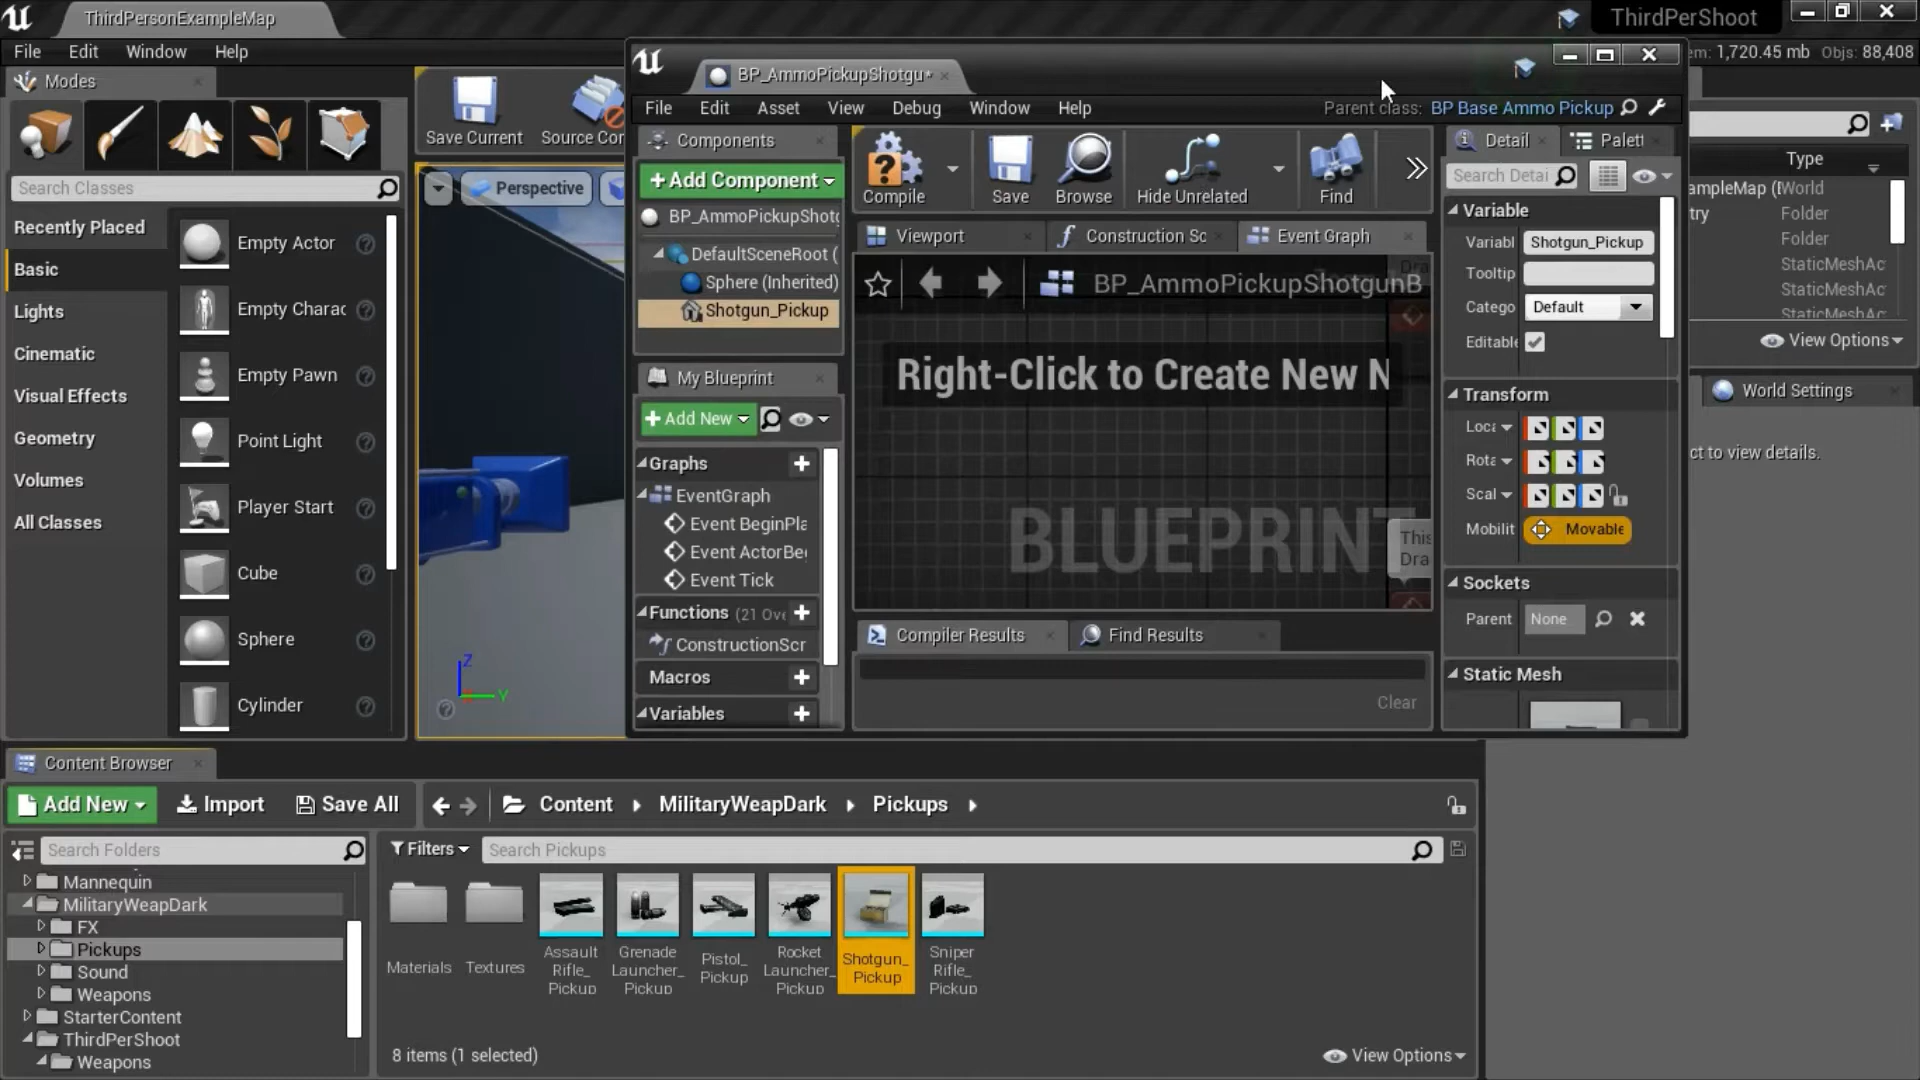 ThirdPersonExampleMap
ThirdPerShoot
File Edit Window Help
em: 1,720.45 mb Objs: 88,408
Modes
Search Classes
Recently Placed
Basic
Lights
Cinematic
Visual Effects
Geometry
Volumes
All Classes
Empty Actor
Empty Charac
Empty Pawn
Point Light
Player Start
Cube
Sphere
Cylinder
Save Current
Source Con
Perspective
Z
Y
BP_AmmoPickupShotgu*
File Edit Asset View Debug Window Help
Parent class: BP Base Ammo Pickup
Components
+Add Component
BP_AmmoPickupShotg
DefaultSceneRoot (
Sphere (Inherited)
Shotgun_Pickup
My Blueprint
+Add New
Graphs
EventGraph
Event BeginPla
Event ActorBe
Event Tick
Functions (21 Ove
ConstructionScr
Macros
Variables
Compile
Save
Browse
Hide Unrelated
Find
Viewport
Construction Sc
Event Graph
BP_AmmoPickupShotgunB
Dra
Right-Click to Create New N
BLUEPRINT
This
Dra
Compiler Results
Find Results
Clear
Detail
Palett
Search Detai
Variable
Variabl Shotgun_Pickup
Tooltip
Catego Default
Editable
Transform
Loca
Rota
Scal
Mobilit Movable
Sockets
Parent None
Static Mesh
Type
ampleMap (I World
try Folder
Folder
StaticMeshAc
StaticMeshAc
StaticMeshAc
View Options
World Settings
ct to view details.
Content Browser
Add New
Import
Save All
Content
MilitaryWeapDark
Pickups
Search Folders
Filters
Search Pickups
Mannequin
MilitaryWeapDark
FX
Pickups
Sound
Weapons
StarterContent
ThirdPerShoot
Weapons
Materials
Textures
Assault
Rifle_
Pickup
Grenade
Launcher_
Pickup
Pistol_
Pickup
Rocket
Launcher_
Pickup
Shotgun_
Pickup
Sniper
Rifle_
Pickup
8 items (1 selected)
View Options